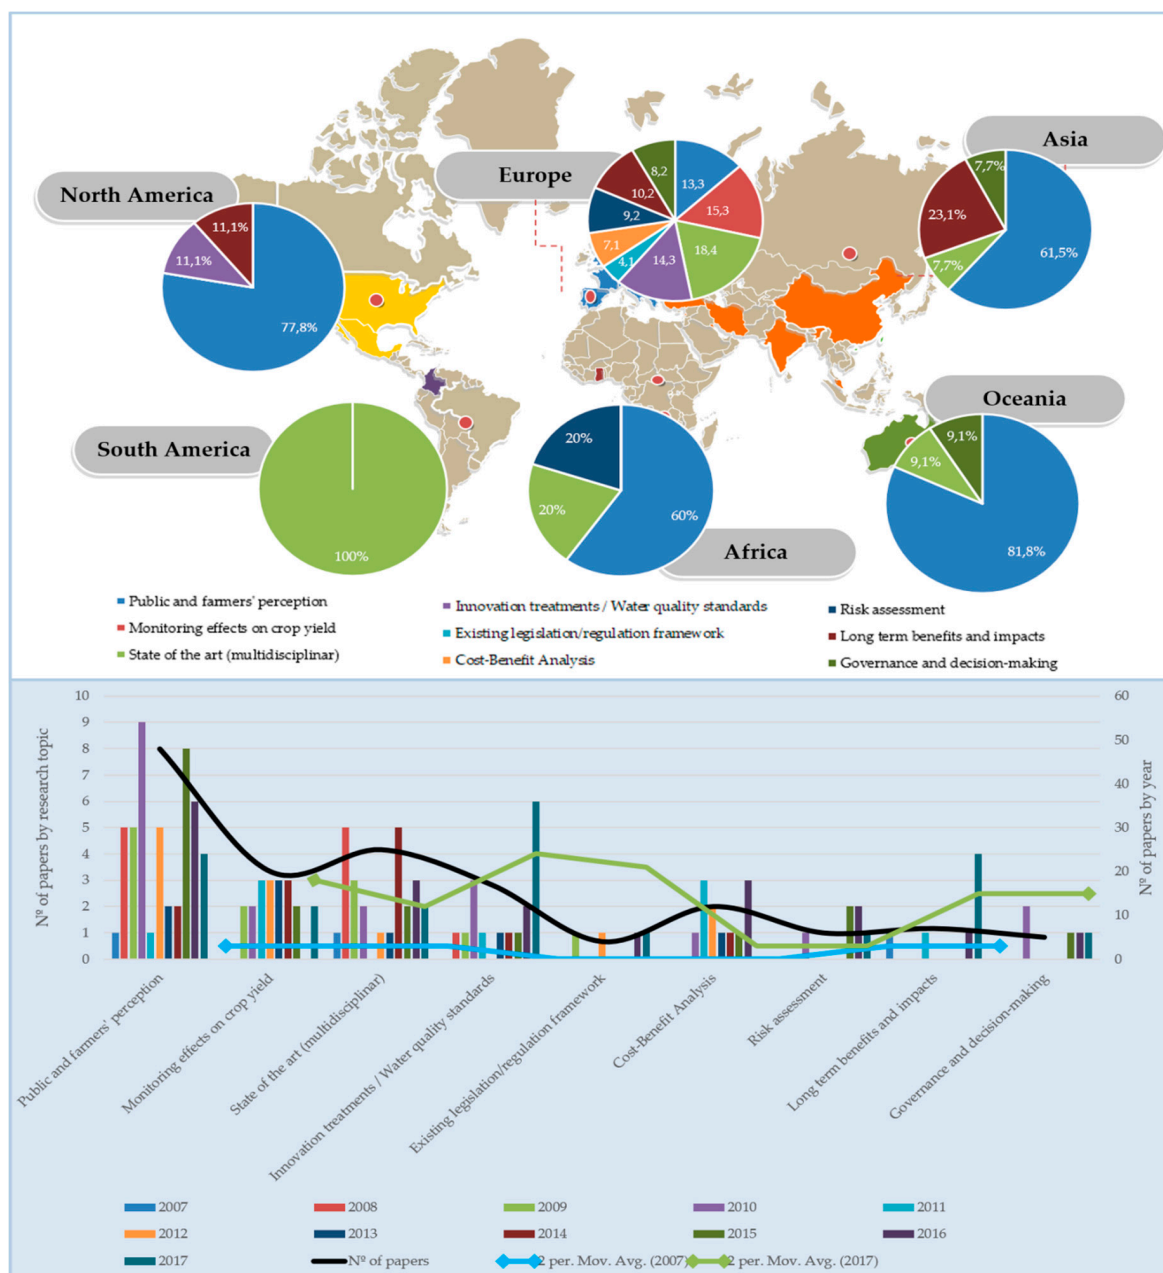 Asia
Europe
North America
8,2
13,3
10,2
15,3
9,2
7,1
18,4
4,1
14,3
7,7%
23,1%
61,5%
7,7%
11,1%
11,1%
77,8%
Oceania
South America
100%
20%
20%
60%
Africa
9,1%
9,1%
81,8%
Public and farmers' perception
Monitoring effects on crop yield
State of the art (multidisciplinar)
Innovation treatments / Water quality standards
Existing legislation/regulation framework
Cost-Benefit Analysis
Risk assessment
Long term benefits and impacts
Governance and decision-making
Nº of papers by research topic
10
9
8
7
6
5
4
3
2
1
0
60
50
40
30
20
10
0
Nº of papers by year
Public and farmers' perception
Monitoring effects on crop yield
State of the art (multidisciplinar)
Innovation treatments / Water quality standards
Existing legislation/regulation framework
Cost-Benefit Analysis
Risk assessment
Long term benefits and impacts
Governance and decision-making
2007 2008 2009 2010 2011
2012 2013 2014 2015 2016
2017 Nº of papers 2 per. Mov. Avg. (2007) 2 per. Mov. Avg. (2017)